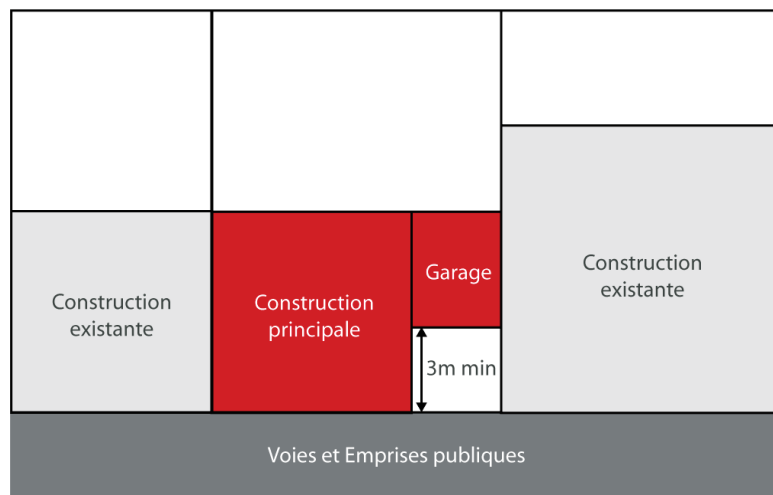 Construction
existante
Construction
principale
Garage
3m min
Construction
existante
Voies et Emprises publiques